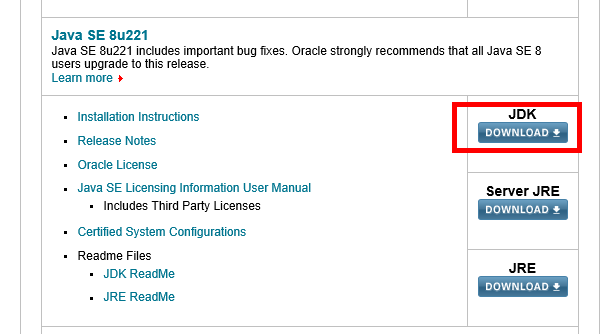 Java SE 8u221
Java SE 8u221 includes important bug fixes. Oracle strongly recommends that all Java SE 8
users upgrade to this release.
Learn more
Installation Instructions
Release Notes
Oracle License
Java SE Licensing Information User Manual
Includes Third Party Licenses
Certified System Configurations
Readme Files
JDK ReadMe
JRE ReadMe
JDK
DOWNLOAD
Server JRE
DOWNLOAD
JRE
DOWNLOAD